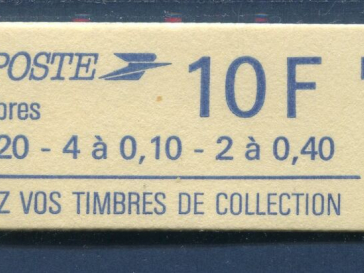 POSTE 10 F
bres
20 - 4 à 0,10 - 2 à 0,40
Z VOS TIMBRES DE COLLECTION